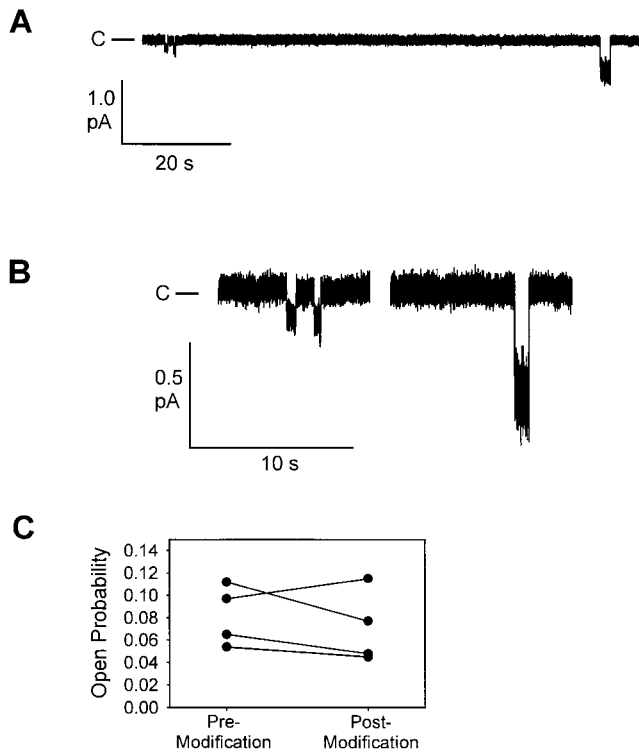 A
C
1.0
pA
20 s
B
C
0.5
pA
10 s
C
Open Probability
0.14
0.12
0.10
0.08
0.06
0.04
0.02
0.00
Pre-
Modification
Post-
Modification